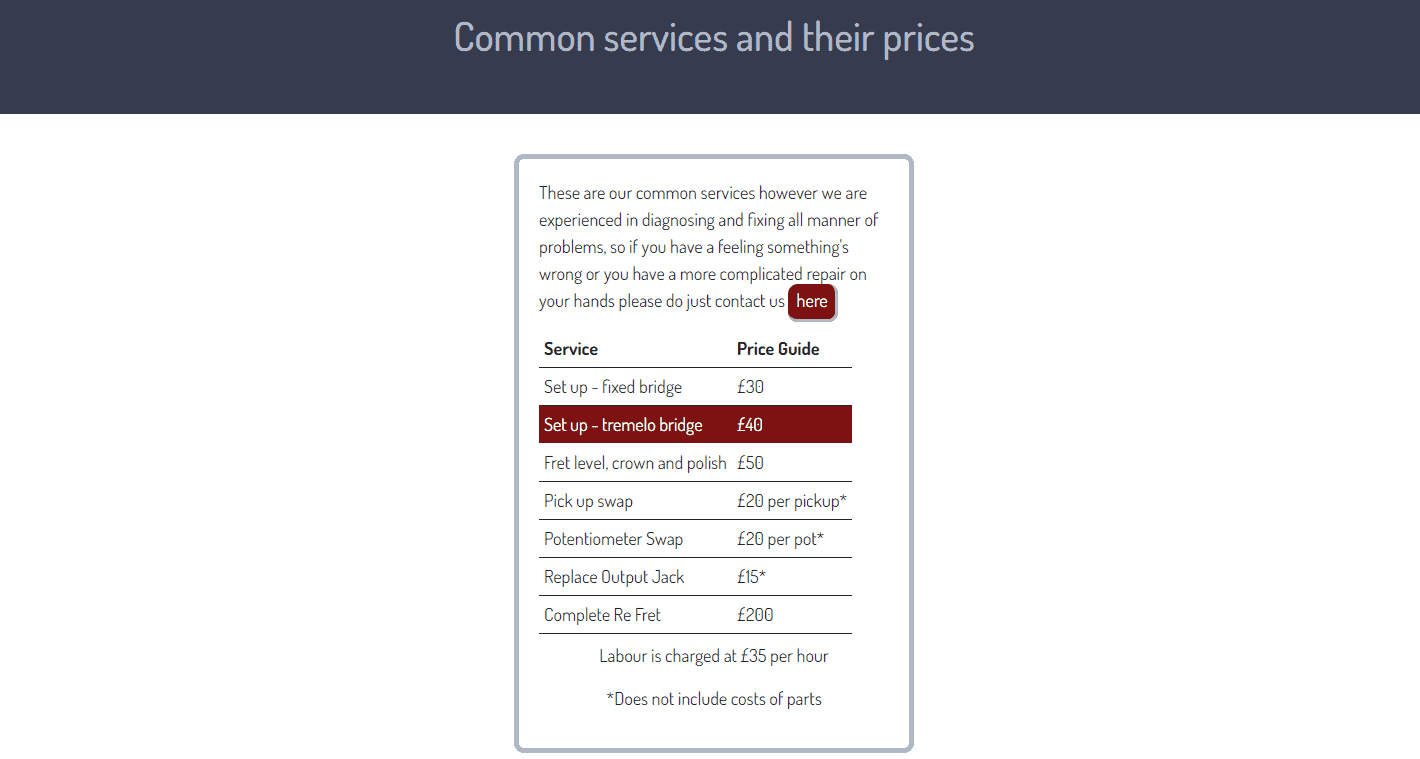 Common services and their prices
These are our common services however we are
experienced in diagnosing and fixing all manner of
problems, so if you have a feeling something's
wrong or you have a more complicated repair on
your hands please do just contact us here
Service Price Guide
Set up - fixed bridge £30
Set up - tremelo bridge £40
Fret level, crown and polish £50
Pick up swap £20 per pickup*
Potentiometer Swap £20 per pot*
Replace Output Jack £15*
Complete Re Fret £200
Labour is charged at £35 per hour
*Does not include costs of parts